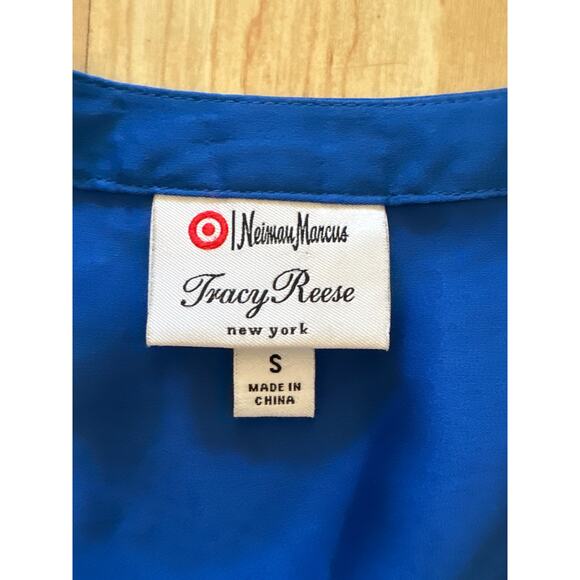 | Neiman Marcus
Tracy Reese
new york
S
MADE IN
CHINA